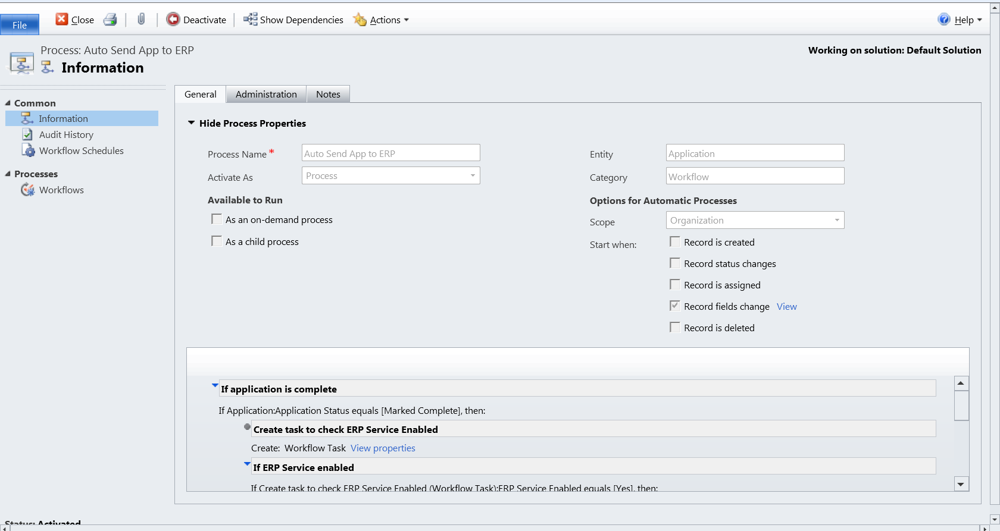 File Close Deactivate Show Dependencies Actions Help
Process: Auto Send App to ERP
Information
Working on solution: Default Solution
Common
Information
Audit History
Workflow Schedules
Processes
Workflows
General Administration Notes
Hide Process Properties
Process Name * Auto Send App to ERP
Activate As Process
Available to Run
As an on-demand process
As a child process
Entity Application
Category Workflow
Options for Automatic Processes
Scope Organization
Start when: Record is created
Record status changes
Record is assigned
Record fields change View
Record is deleted
If application is complete
If Application:Application Status equals [Marked Complete], then:
Create task to check ERP Service Enabled
Create: Workflow Task View properties
If ERP Service enabled
If Create task to check ERP Service Enabled (Workflow Task):ERP Service Enabled equals [Yes], then:
Status: Activated